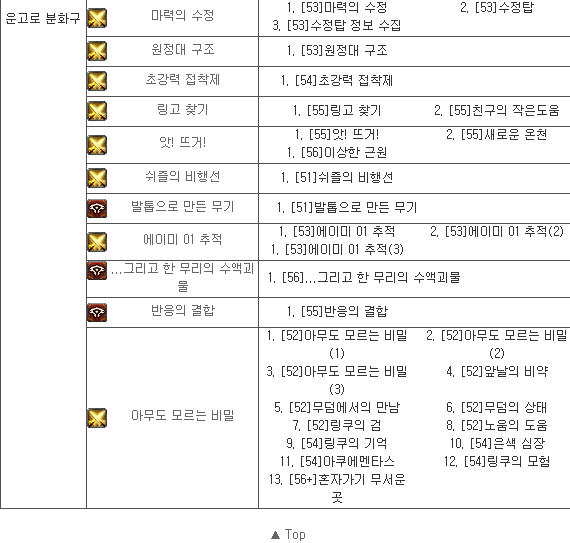 운고로 분화구
마력의 수정
1. [53]마력의 수정
2. [53]수정탑
3. [53]수정탑 정보 수집
원정대 구조
1. [53]원정대 구조
초강력 접착제
1. [54]초강력 접착제
링고 찾기
1. [55]링고 찾기
2. [55]친구의 작은도움
앗! 뜨거!
1. [55]앗! 뜨거!
2. [55]새로운 온천
1. [56]이상한 근원
쉬즐의 비행선
1. [51]쉬즐의 비행선
발톱으로 만든 무기
1. [51]발톱으로 만든 무기
에이미 01 추적
1. [53]에이미 01 추적
2. [53]에이미 01 추적(2)
1. [53]에이미 01 추적(3)
...그리고 한 무리의 수액괴
물
1. [56]...그리고 한 무리의 수액괴물
반응의 결합
1. [55]반응의 결합
아무도 모르는 비밀
1. [52]아무도 모르는 비밀
(1)
2. [52]아무도 모르는 비밀
(2)
3. [52]아무도 모르는 비밀
(3)
4. [52]앞날의 비약
5. [52]무덤에서의 만남
6. [52]무덤의 상태
7. [52]링쿠의 검
8. [52]노움의 도움
9. [54]링쿠의 기억
10. [54]은색 심장
11. [54]아쿠에멘타스
12. [54]링쿠의 모험
13. [56+]혼자가기 무서운
곳
▲ Top